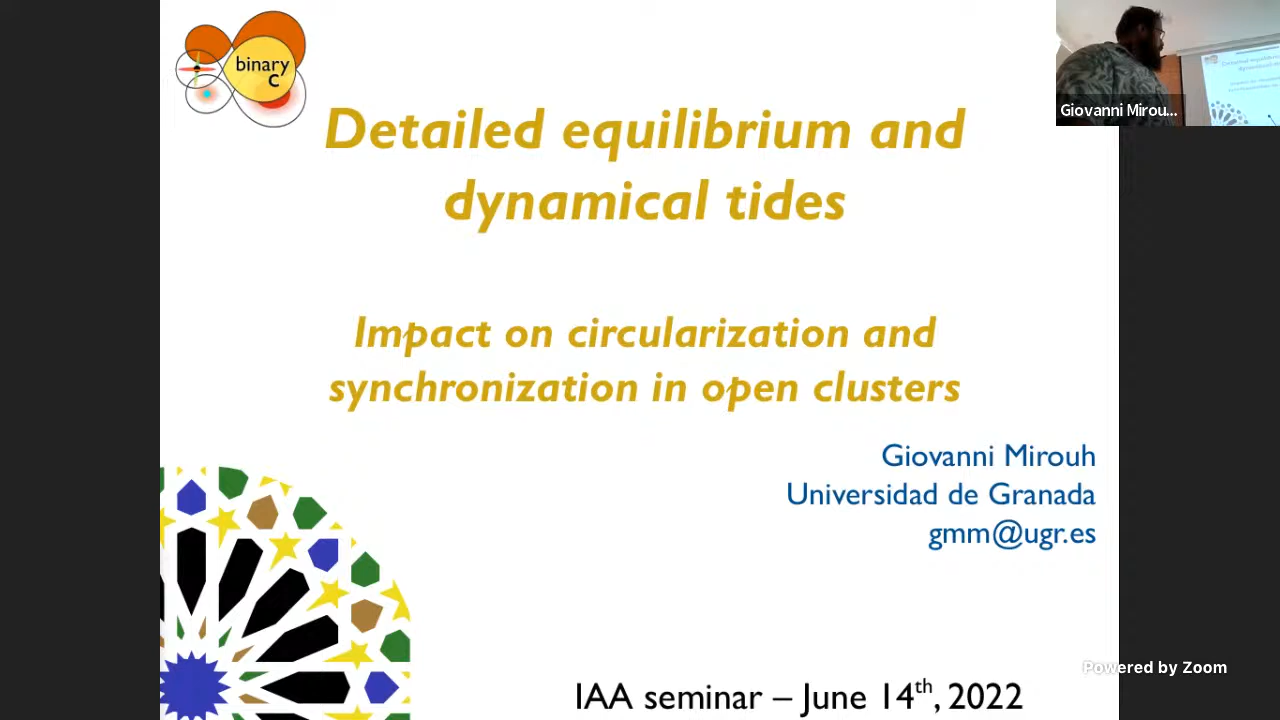 binary
C
Detailed equilibrium and
dynamical tides
Impact on circularization and
synchronization in open clusters
Giovanni Mirouh
Universidad de Granada
gmm@ugr.es
IAA seminar – June 14th, 2022
Giovanni Mirou...
Powered by Zoom